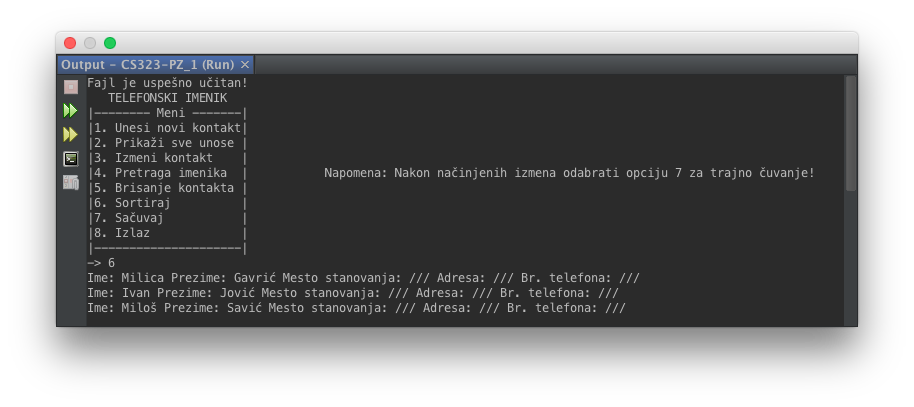 Output - CS323-PZ_1 (Run) ×
Fajl je uspešno učitan!
TELEFONSKI IMENIK
|-------- Meni -------|
|1. Unesi novi kontakt|
|2. Prikaži sve unose |
|3. Izmeni kontakt    |
|4. Pretraga imenika  |           Napomena: Nakon načinjenih izmena odabrati opciju 7 za trajno čuvanje!
|5. Brisanje kontakta |
|6. Sortiraj          |
|7. Sačuvaj           |
|8. Izlaz             |
|---------------------|
~> 6
Ime: Milica Prezime: Gavrić Mesto stanovanja: /// Adresa: /// Br. telefona: ///
Ime: Ivan Prezime: Jović Mesto stanovanja: /// Adresa: /// Br. telefona: ///
Ime: Miloš Prezime: Savić Mesto stanovanja: /// Adresa: /// Br. telefona: ///